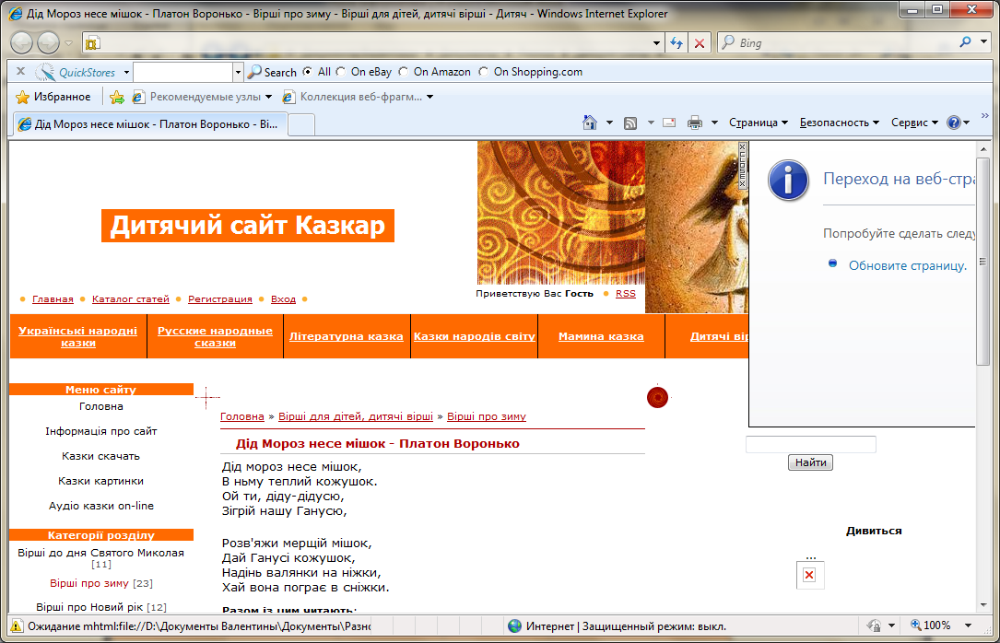 Дід Мороз несе мішок - Платон Воронько - Вірші про зиму - Вірші для дітей, дитячі вірші - Дитяч - Windows Internet Explorer
Bing
QuickStores
Search All On eBay On Amazon On Shopping.com
Избранное Рекомендуемые узлы Коллекция веб-фрагм...
Дід Мороз несе мішок - Платон Воронько - Ві...
Страница Безопасность Сервис
Переход на веб-стра
Попробуйте сделать следу
Обновите страницу.
Дитячий сайт Казкар
Приветствую Вас Гость RSS
Главная Каталог статей Регистрация Вход
Українські народні казки
Русские народные сказки
Літературна казка
Казки народів світу
Мамина казка
Дитячі вір
Меню сайту
Головна
Інформація про сайт
Казки скачать
Казки картинки
Аудіо казки on-line
Категорії розділу
Вірші до дня Святого Миколая [11]
Вірші про зиму [23]
Вірші про Новий рік [12]
Головна » Вірші для дітей, дитячі вірші » Вірші про зиму
Дід Мороз несе мішок - Платон Воронько
Дід мороз несе мішок,
В ньому теплий кожушок.
Ой ти, діду-дідусю,
Зігрій нашу Ганусю,
Розв'яжи мерщій мішок,
Дай Ганусі кожушок,
Надінь валянки на ніжки,
Хай вона пограє в сніжки.
Разом із цим читають:
Найти
Дивиться
...
Ожидание mhtml:file://D:\Документы Валентины\Документы\Разно
Интернет | Защищенный режим: выкл.
100%